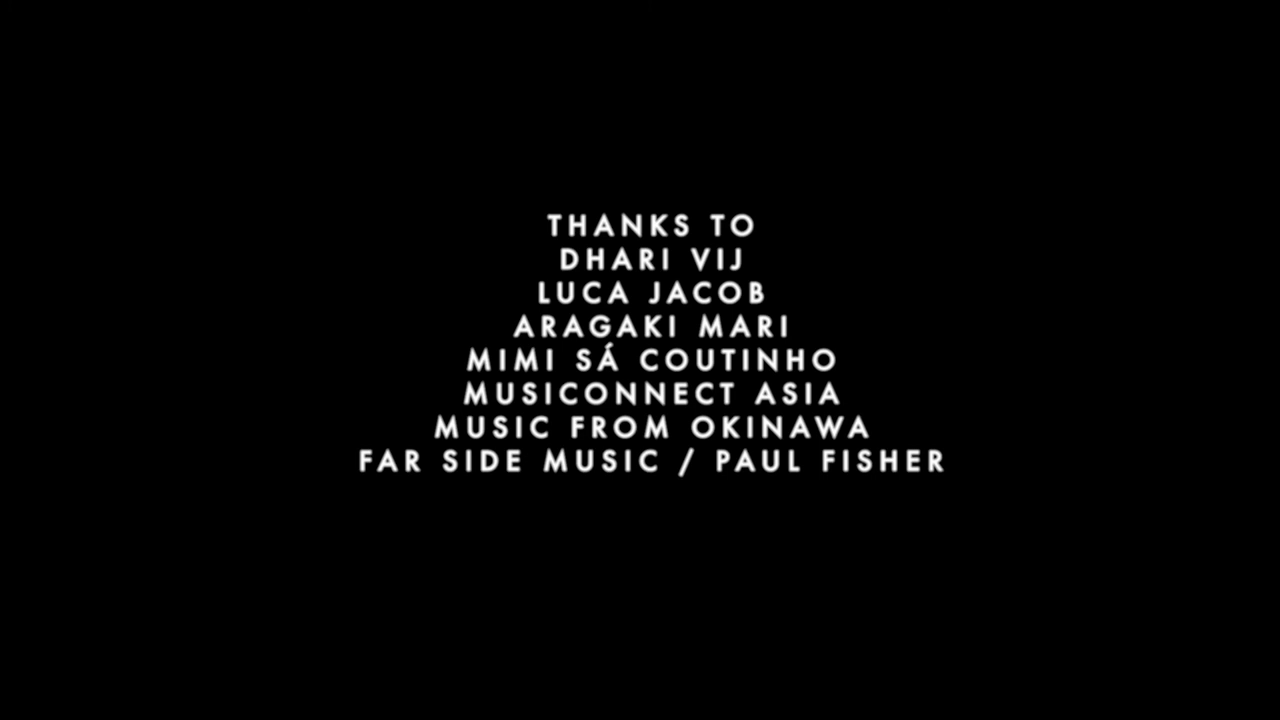 THANKS TO
DHARI VIJ
LUCA JACOB
ARAGAKI MARI
MIMI SÁ COUTINHO
MUSICONNECT ASIA
MUSIC FROM OKINAWA
FAR SIDE MUSIC / PAUL FISHER